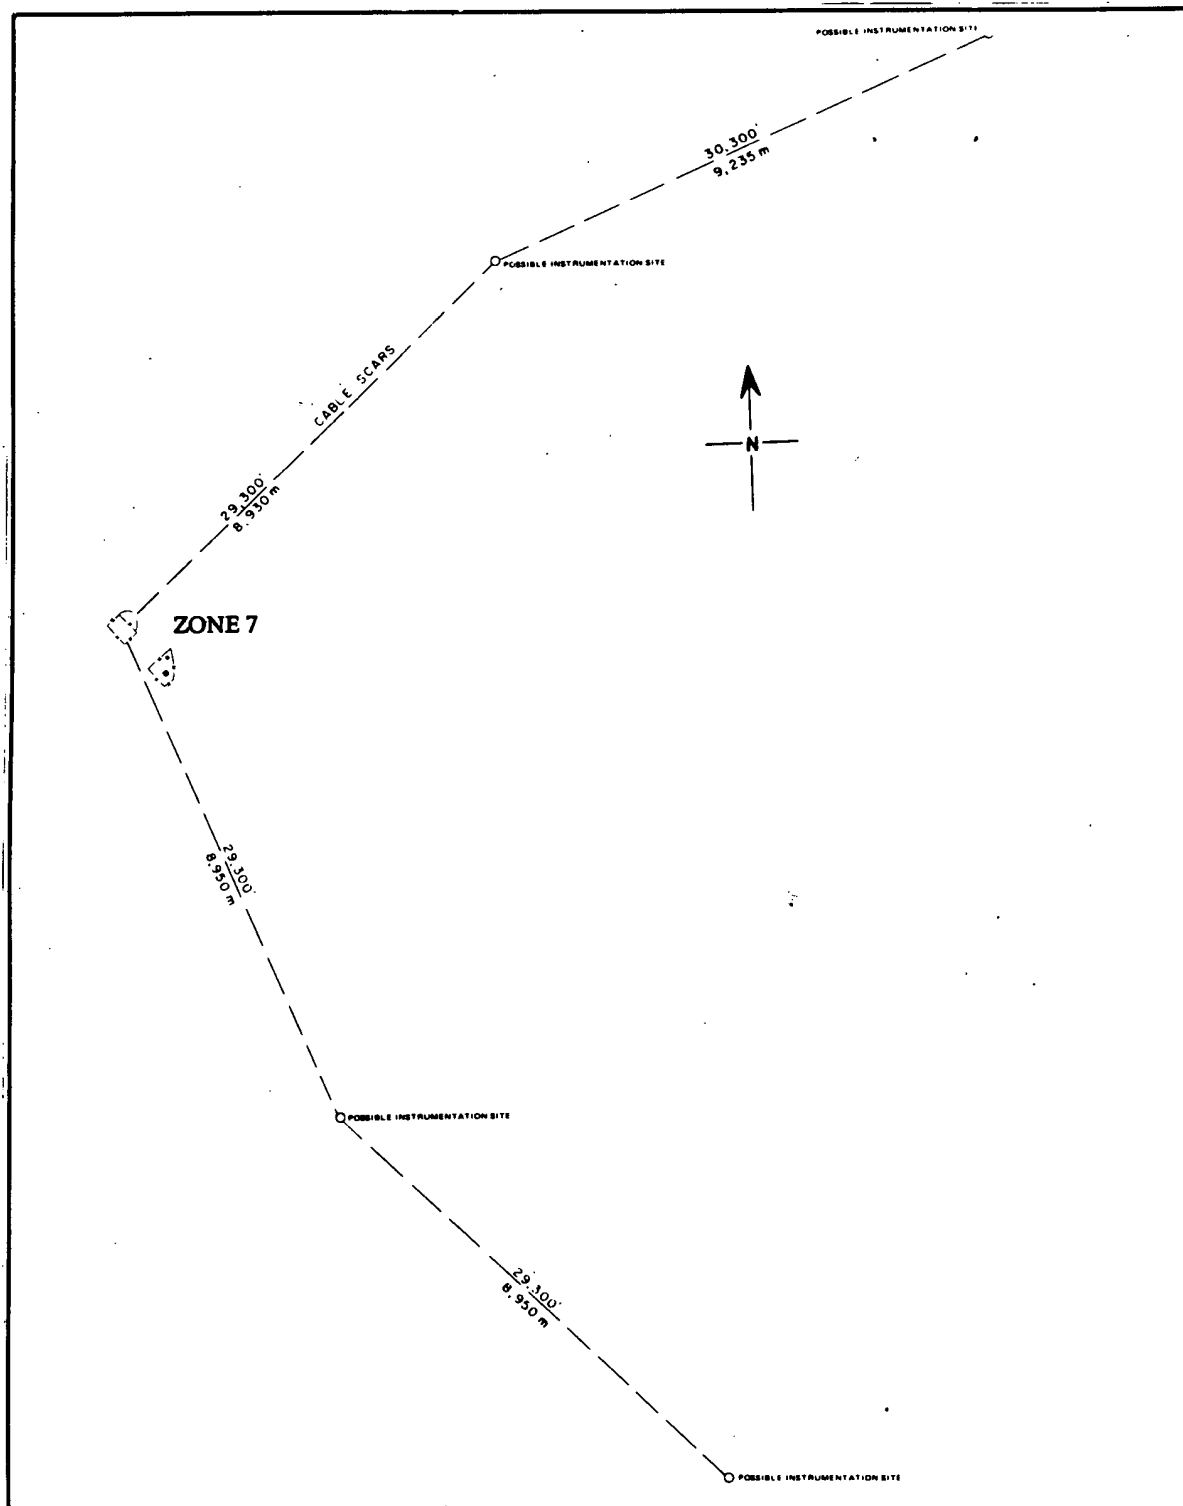 POSSIBLE INSTRUMENTATION SITE
30,300'
9,235 m
POSSIBLE INSTRUMENTATION SITE
CABLE SCARS
N
29,300'
8,930 m
ZONE 7
29,300'
8,950 m
POSSIBLE INSTRUMENTATION SITE
29,300'
8,950 m
POSSIBLE INSTRUMENTATION SITE